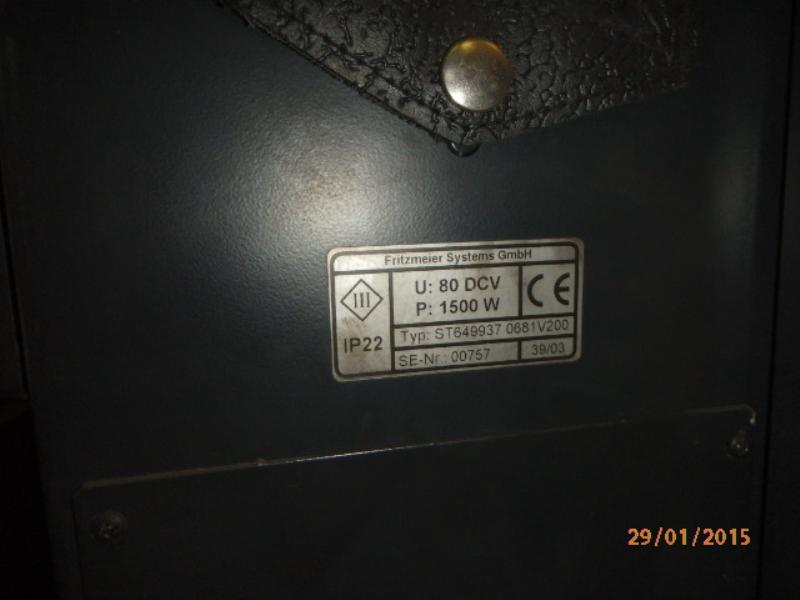 Fritzmeier Systems GmbH
III
U: 80 DCV
P: 1500 W
CE
IP22
Typ: ST649937 0681V200
SE-Nr.: 00757
39/03
29/01/2015